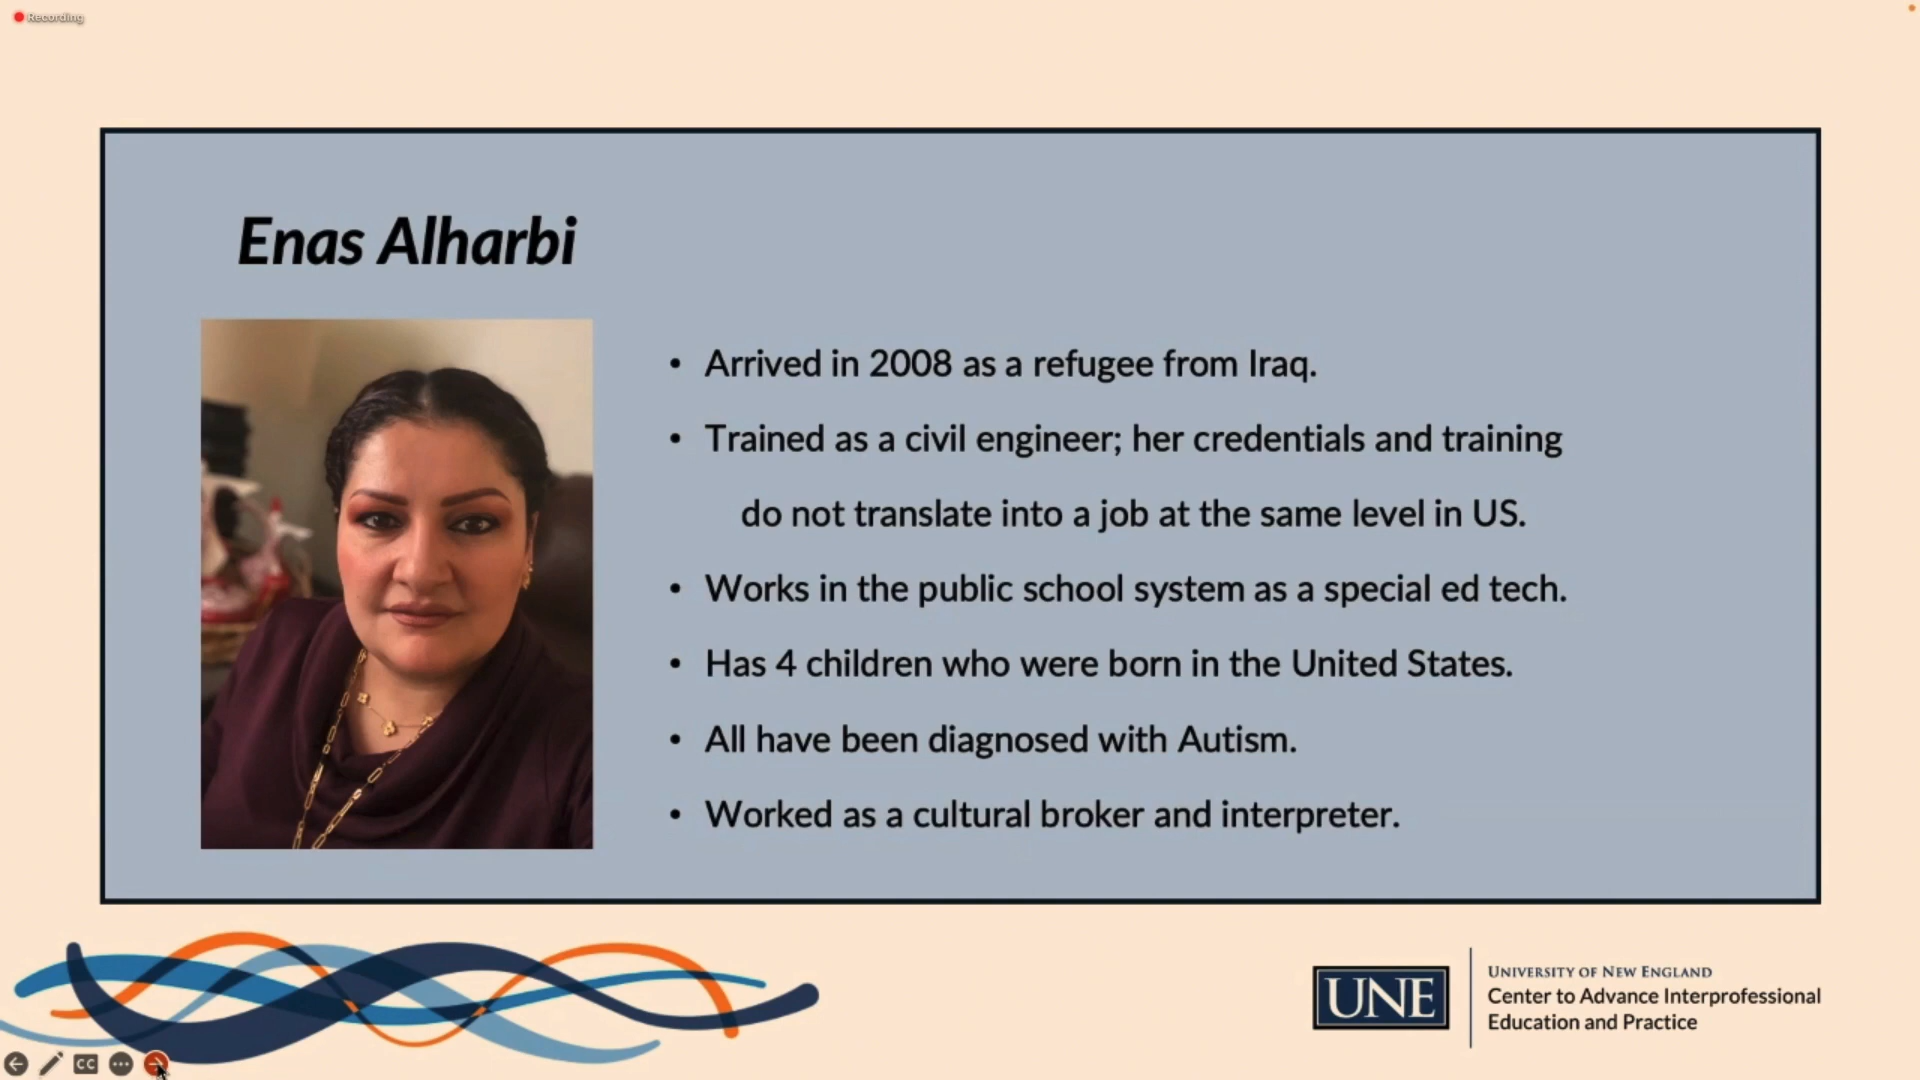 Recording
Enas Alharbi
• Arrived in 2008 as a refugee from Iraq.
• Trained as a civil engineer; her credentials and training
do not translate into a job at the same level in US.
• Works in the public school system as a special ed tech.
• Has 4 children who were born in the United States.
• All have been diagnosed with Autism.
• Worked as a cultural broker and interpreter.
UNE
UNIVERSITY OF NEW ENGLAND
Center to Advance Interprofessional
Education and Practice
CC